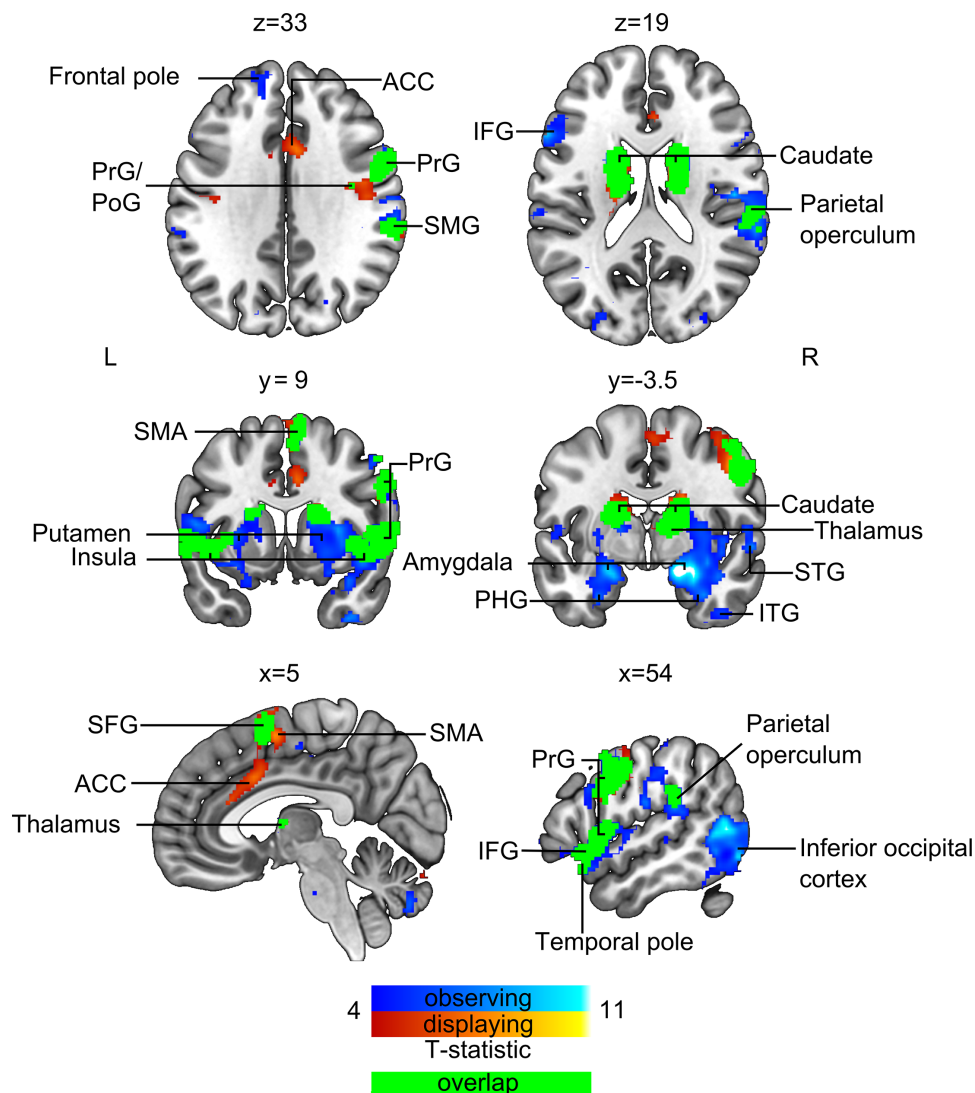 z=33
z=19
Frontal pole
ACC
IFG
PrG
Caudate
PrG/
PoG
SMG
Parietal
operculum
L
R
y= 9
y=-3.5
SMA
PrG
Caudate
Putamen
Thalamus
Insula
Amygdala
STG
PHG
ITG
x=5
x=54
SFG
SMA
Parietal
operculum
PrG
ACC
Thalamus
IFG
Inferior occipital
cortex
Temporal pole
4
observing
11
displaying
T-statistic
overlap